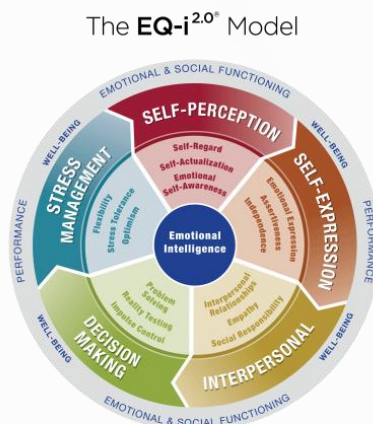 The EQ-i 2.0® Model
EMOTIONAL & SOCIAL FUNCTIONING
WELL-BEING
WELL-BEING
SELF-PERCEPTION
Self-Regard
Self-Actualization
Emotional
Self-Awareness
PERFORMANCE
STRESS
MANAGEMENT
Flexibility
Stress Tolerance
Optimism
Emotional
Intelligence
SELF-EXPRESSION
Emotional Expression
Assertiveness
Independence
PERFORMANCE
DECISION
MAKING
Problem
Solving
Reality Testing
Impulse Control
INTERPERSONAL
Interpersonal
Relationships
Empathy
Social Responsibility
WELL-BEING
WELL-BEING
EMOTIONAL & SOCIAL FUNCTIONING